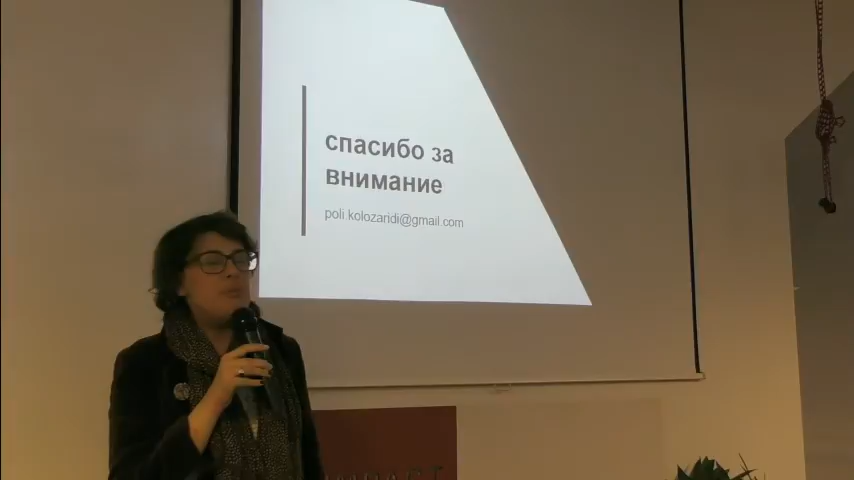 спасибо за
внимание
poli.kolozaridi@gmail.com